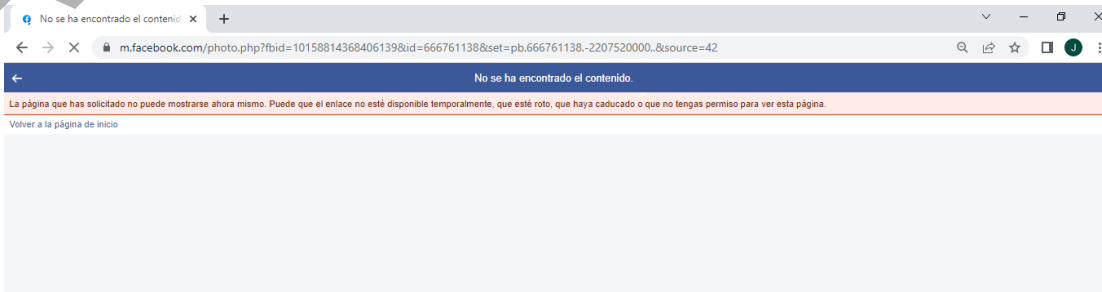 No se ha encontrado el contenid
m.facebook.com/photo.php?fbid=10158814368406139&id=666761138&set=pb.666761138.-2207520000..&source=42
J
No se ha encontrado el contenido.
La página que has solicitado no puede mostrarse ahora mismo. Puede que el enlace no esté disponible temporalmente, que esté roto, que haya caducado o que no tengas permiso para ver esta página.
Volver a la página de inicio